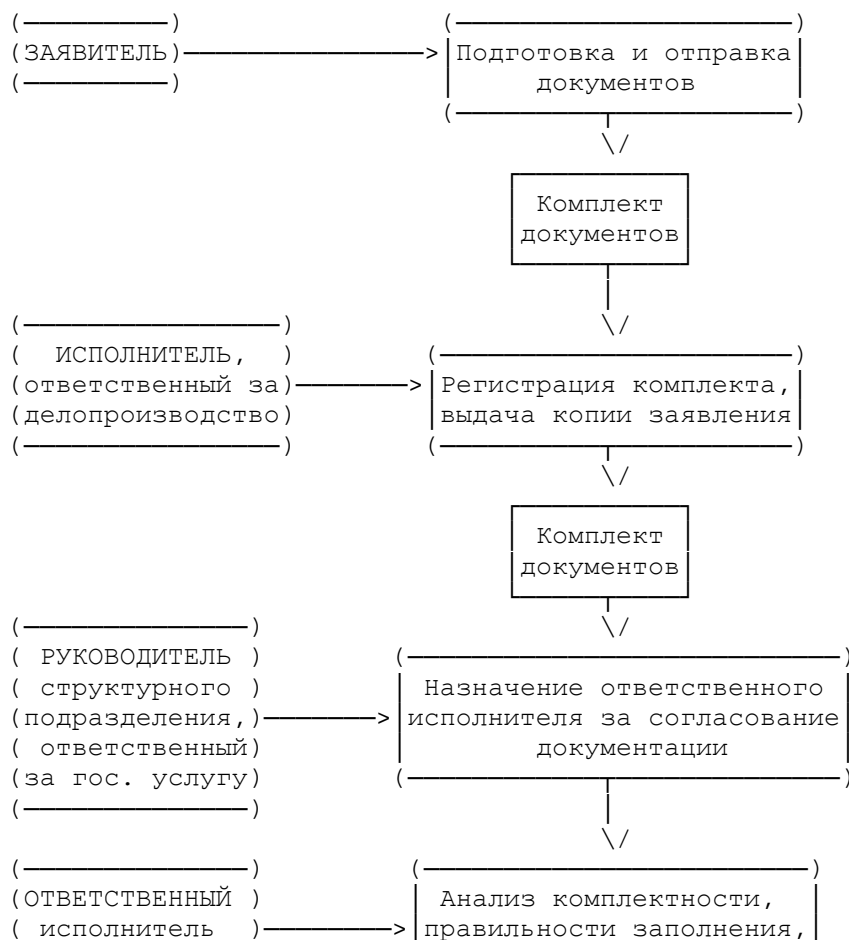 (ЗАЯВИТЕЛЬ) Подготовка и отправка
документов
Комплект
документов
( ИСПОЛНИТЕЛЬ, )
(ответственный за) Регистрация комплекта,
(делопроизводство) выдача копии заявления
Комплект
документов
( РУКОВОДИТЕЛЬ )
( структурного ) Назначение ответственного
(подразделения,) исполнителя за согласование
( ответственный) документации
(за гос. услугу)
(ОТВЕТСТВЕННЫЙ ) Анализ комплектности,
( исполнитель ) правильности заполнения,